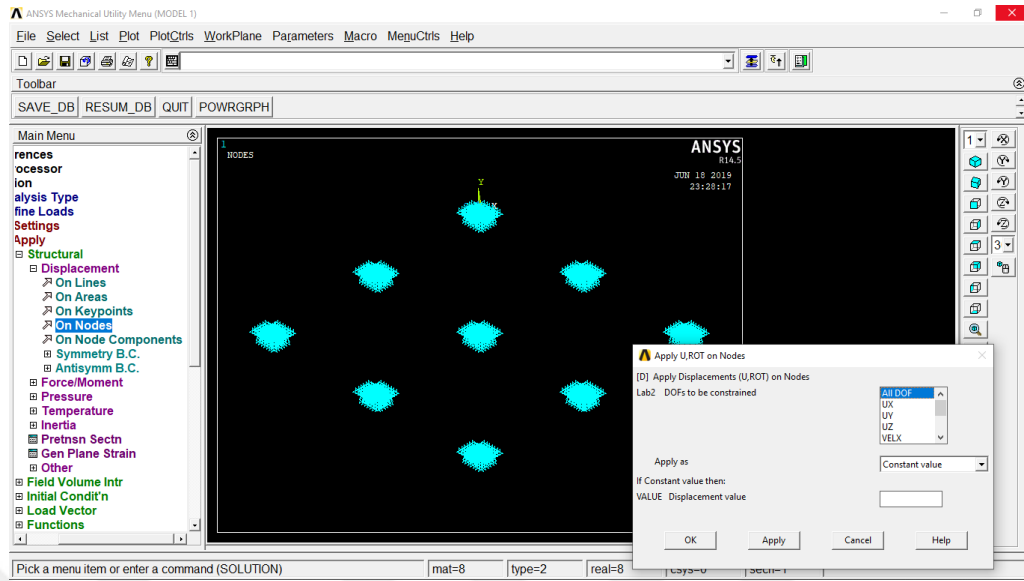 ANSYS Mechanical Utility Menu (MODEL 1)
File Select List Plot PlotCtrls WorkPlane Parameters Macro MenuCtrls Help
Toolbar
SAVE_DB RESUM_DB QUIT POWRGRPH
Main Menu
rences
ocessor
ion
alysis Type
fine Loads
Settings
Apply
Structural
Displacement
On Lines
On Areas
On Keypoints
On Nodes
On Node Components
Symmetry B.C.
Antisymm B.C.
Force/Moment
Pressure
Temperature
Inertia
Pretnsn Sectn
Gen Plane Strain
Other
Field Volume Intr
Initial Condit'n
Load Vector
Functions
1
NODES
ANSYS
R14.5
JUN 18 2019
23:28:17
Y
X
1
3
Apply U,ROT on Nodes
[D] Apply Displacements (U,ROT) on Nodes
Lab2 DOFs to be constrained
All DOF
UX
UY
UZ
VELX
Apply as
Constant value
If Constant value then:
VALUE Displacement value
OK Apply Cancel Help
Pick a menu item or enter a command (SOLUTION)
mat=8
type=2
real=8
csys=0
secn=1